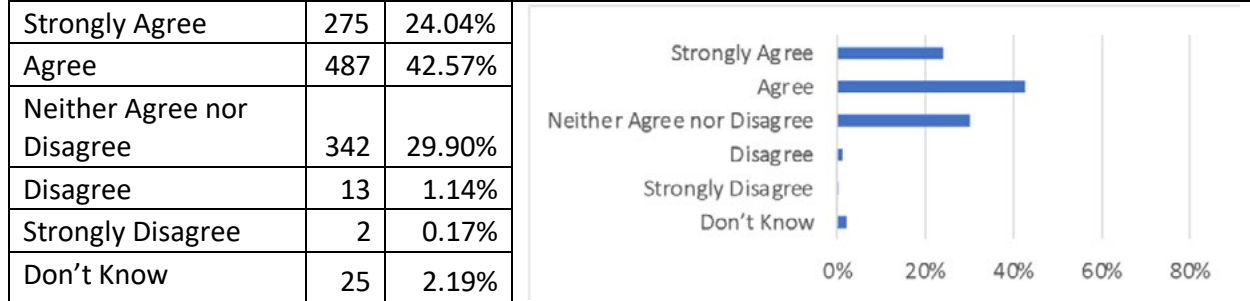 Strongly Agree 275 24.04%
Agree 487 42.57%
Neither Agree nor
Disagree 342 29.90%
Disagree 13 1.14%
Strongly Disagree 2 0.17%
Don’t Know 25 2.19%
Strongly Agree
Agree
Neither Agree nor Disagree
Disagree
Strongly Disagree
Don’t Know
0% 20% 40% 60% 80%